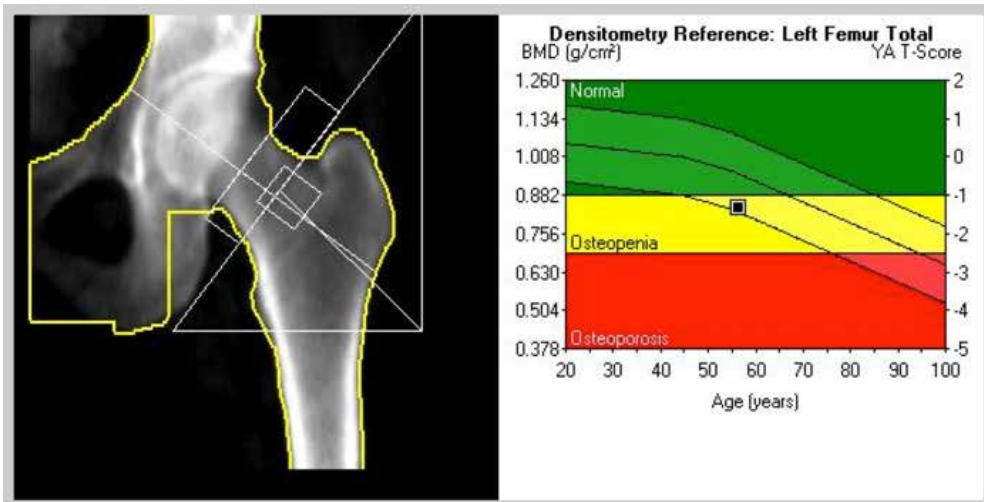 Densitometry Reference: Left Femur Total
BMD (g/cm²) YA T-Score
1.260 2
Normal
1.134 1
1.008 0
0.882 -1
0.756 -2
Osteopenia
0.630 -3
0.504 -4
Osteoporosis
0.378 -5
20 30 40 50 60 70 80 90 100
Age (years)